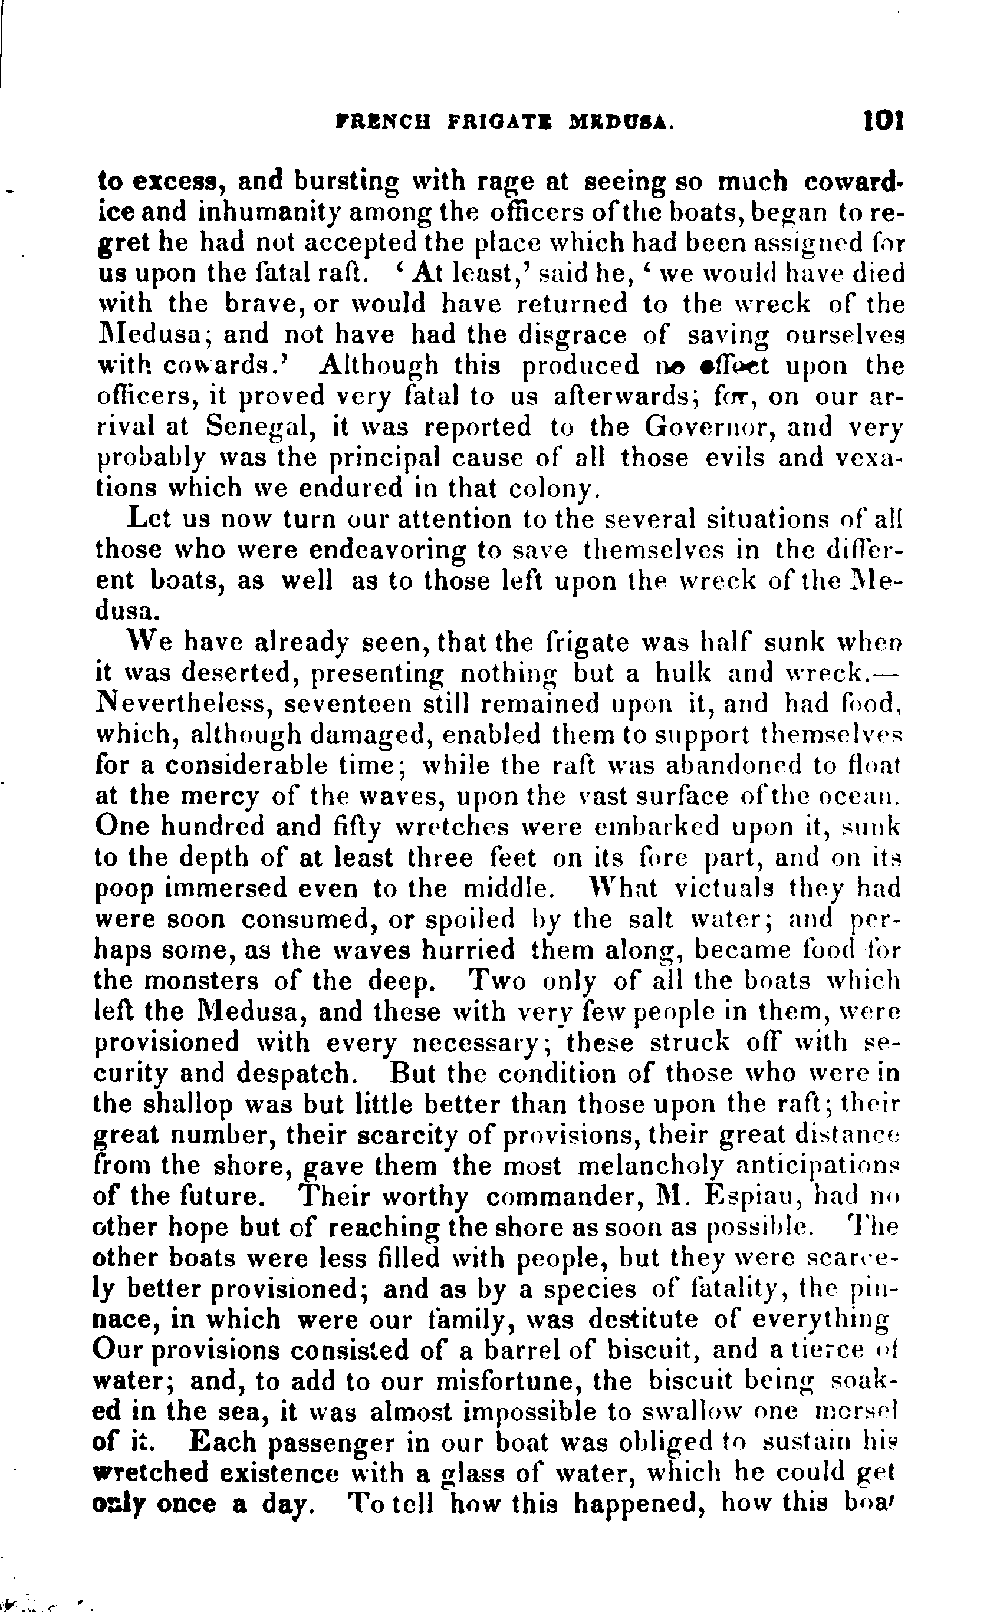 FRENCH FRIGATE MEDUSA. 101
to excess, and bursting with rage at seeing so much coward-
ice and inhumanity among the officers of the boats, began to re-
gret he had not accepted the place which had been assigned for
us upon the fatal raft. ‘ At least,’ said he, ‘ we would have died
with the brave, or would have returned to the wreck of the
Medusa; and not have had the disgrace of saving ourselves
with cowards.’ Although this produced no effect upon the
officers, it proved very fatal to us afterwards; for, on our ar-
rival at Senegal, it was reported to the Governor, and very
probably was the principal cause of all those evils and vexa-
tions which we endured in that colony.
Let us now turn our attention to the several situations of all
those who were endeavoring to save themselves in the differ-
ent boats, as well as to those left upon the wreck of the Me-
dusa.
We have already seen, that the frigate was half sunk when
it was deserted, presenting nothing but a hulk and wreck.—
Nevertheless, seventeen still remained upon it, and had food,
which, although damaged, enabled them to support themselves
for a considerable time; while the raft was abandoned to float
at the mercy of the waves, upon the vast surface of the ocean.
One hundred and fifty wretches were embarked upon it, sunk
to the depth of at least three feet on its fore part, and on its
poop immersed even to the middle. What victuals they had
were soon consumed, or spoiled by the salt water; and per-
haps some, as the waves hurried them along, became food for
the monsters of the deep. Two only of all the boats which
left the Medusa, and these with very few people in them, were
provisioned with every necessary; these struck off with se-
curity and despatch. But the condition of those who were in
the shallop was but little better than those upon the raft; their
great number, their scarcity of provisions, their great distance
from the shore, gave them the most melancholy anticipations
of the future. Their worthy commander, M. Espiau, had no
other hope but of reaching the shore as soon as possible. The
other boats were less filled with people, but they were scarce-
ly better provisioned; and as by a species of fatality, the pin-
nace, in which were our family, was destitute of everything
Our provisions consisted of a barrel of biscuit, and a tierce of
water; and, to add to our misfortune, the biscuit being soak-
ed in the sea, it was almost impossible to swallow one morsel
of it. Each passenger in our boat was obliged to sustain his
wretched existence with a glass of water, which he could get
only once a day. To tell how this happened, how this boat